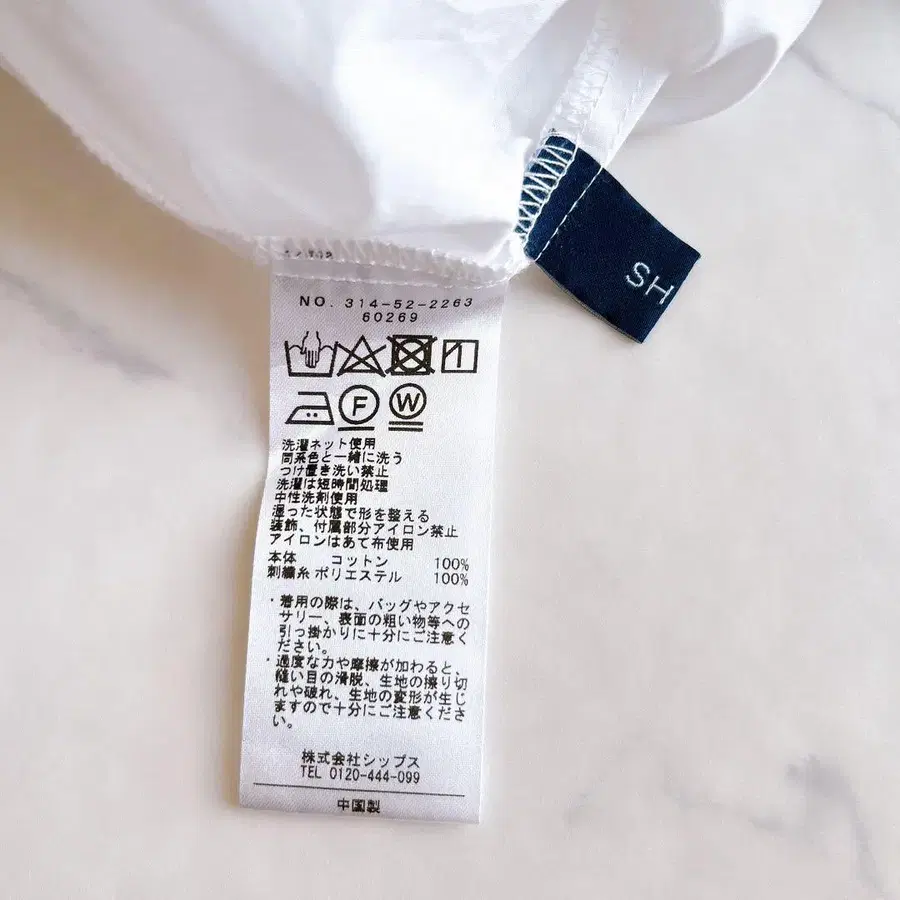 NO. 314-52-2263
60269
F W
洗濯ネット使用
同系色と一緒に洗う
つけ置き洗い禁止
洗濯は短時間処理
中性洗剤使用
湿った状態で形を整える
装飾、付属部分アイロン禁止
アイロンはあて布使用
本体 コットン 100%
刺繍糸 ポリエステル 100%
・着用の際は、バッグやアクセ
サリー、表面の粗い物等への
引っ掛かりに十分にご注意く
ださい。
・過度な力や摩擦が加わると、
縫い目の滑脱、生地の擦り切
れや破れ、生地の変形が生じ
ますので十分にご注意くださ
い。
株式会社シップス
TEL 0120-444-099
中国製
SH